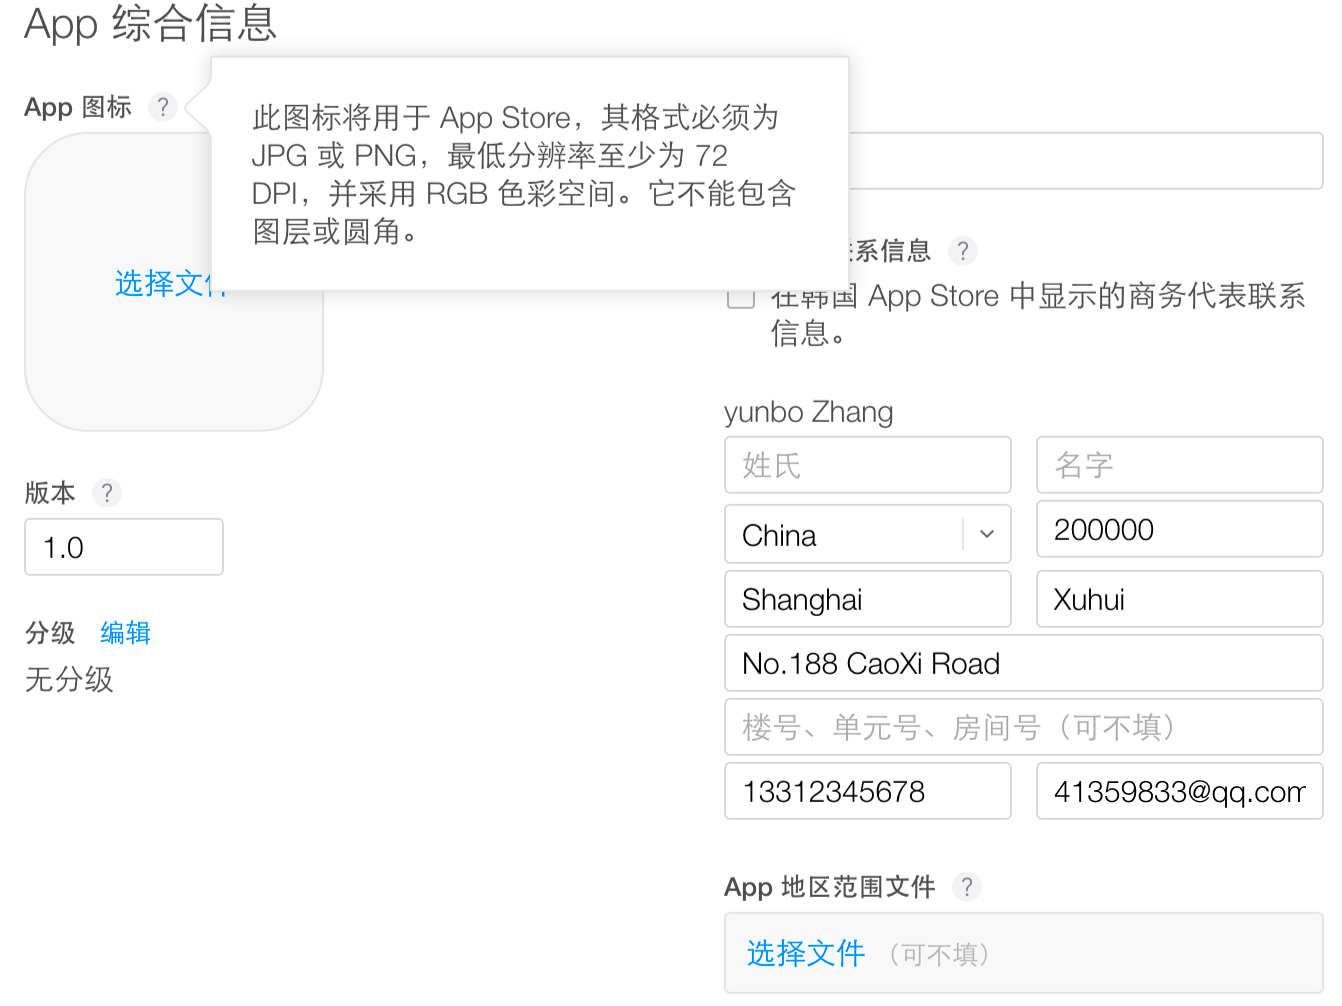 App 综合信息
App 图标 ?
此图标将用于 App Store，其格式必须为
JPG 或 PNG，最低分辨率至少为 72
DPI，并采用 RGB 色彩空间。它不能包含
图层或圆角。
选择文件
版本 ?
1.0
分级 编辑
无分级
系信息 ?
在韩国 App Store 中显示的商务代表联系
信息。
yunbo Zhang
姓氏 名字
China 200000
Shanghai Xuhui
No.188 CaoXi Road
楼号、单元号、房间号（可不填）
13312345678 41359833@qq.com
App 地区范围文件 ?
选择文件 （可不填）